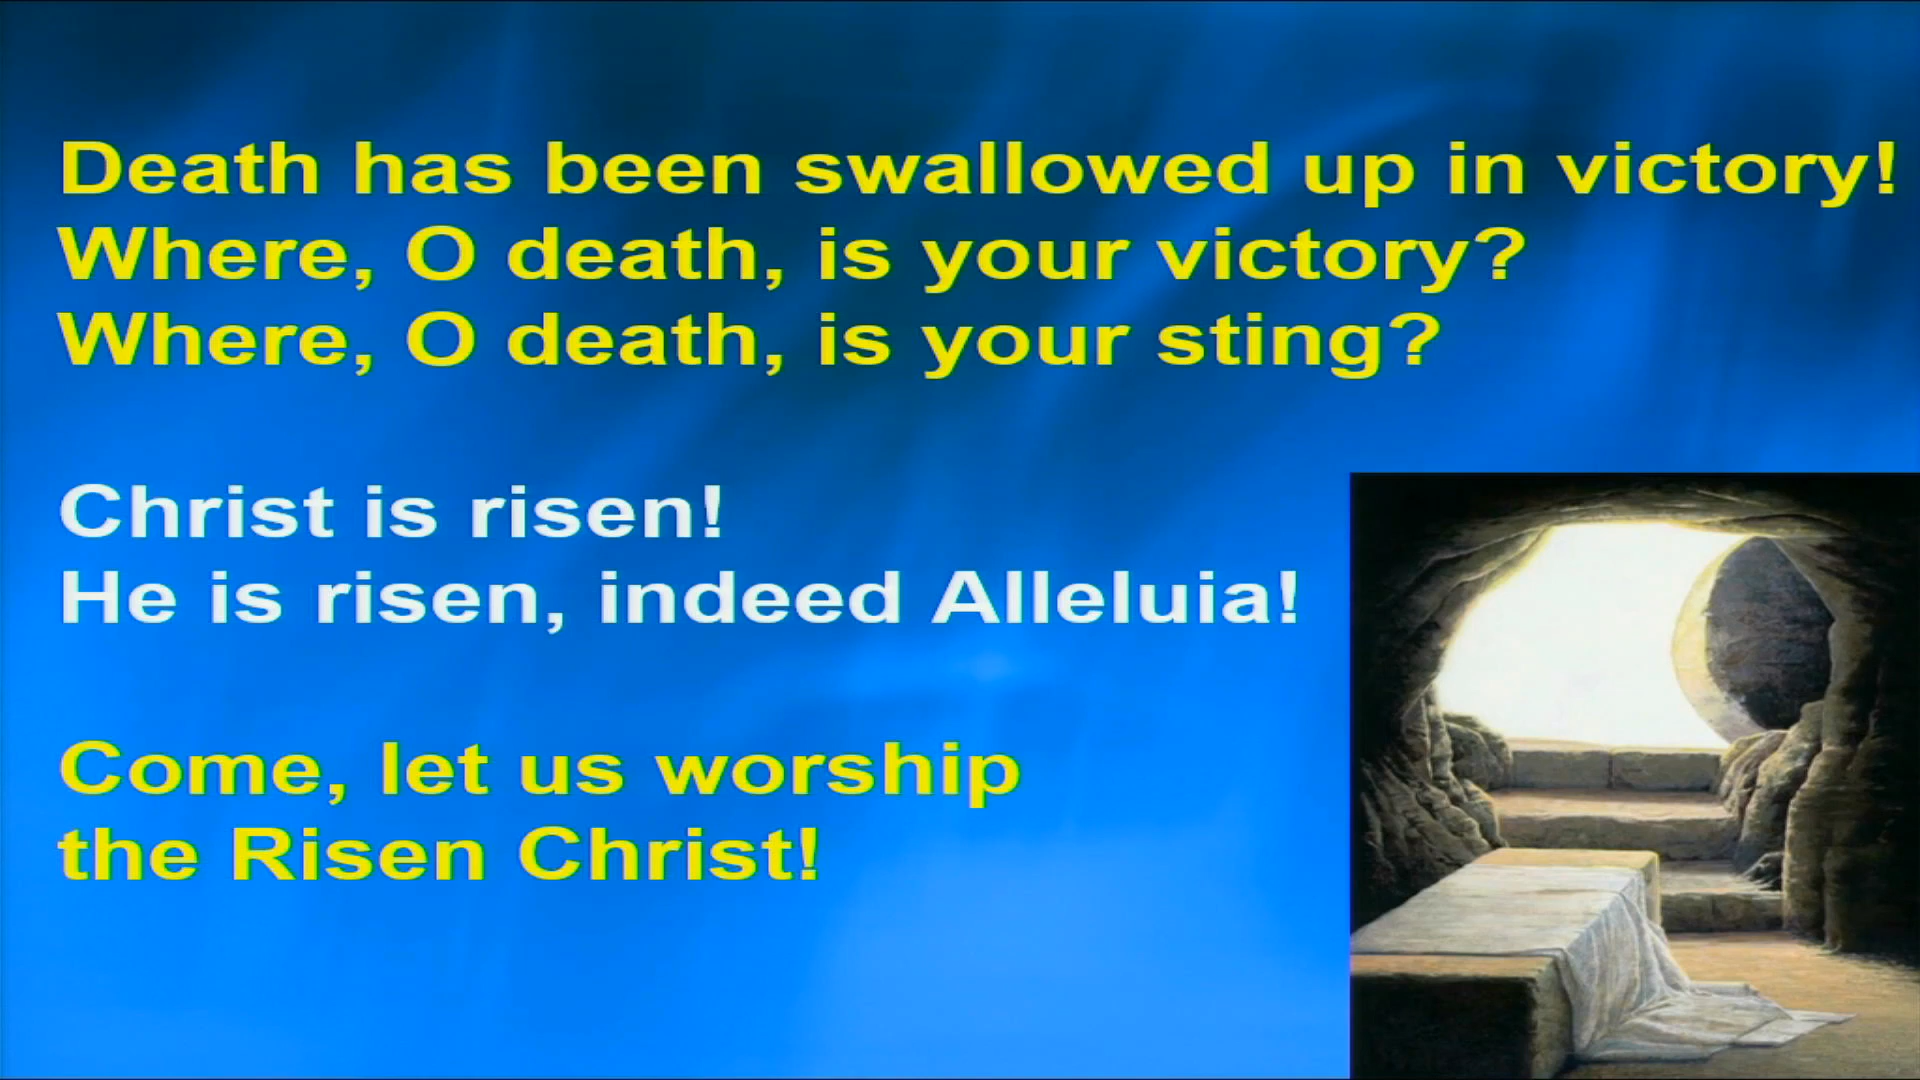 Death has been swallowed up in victory!
Where, O death, is your victory?
Where, O death, is your sting?
Christ is risen!
He is risen, indeed Alleluia!
Come, let us worship
the Risen Christ!